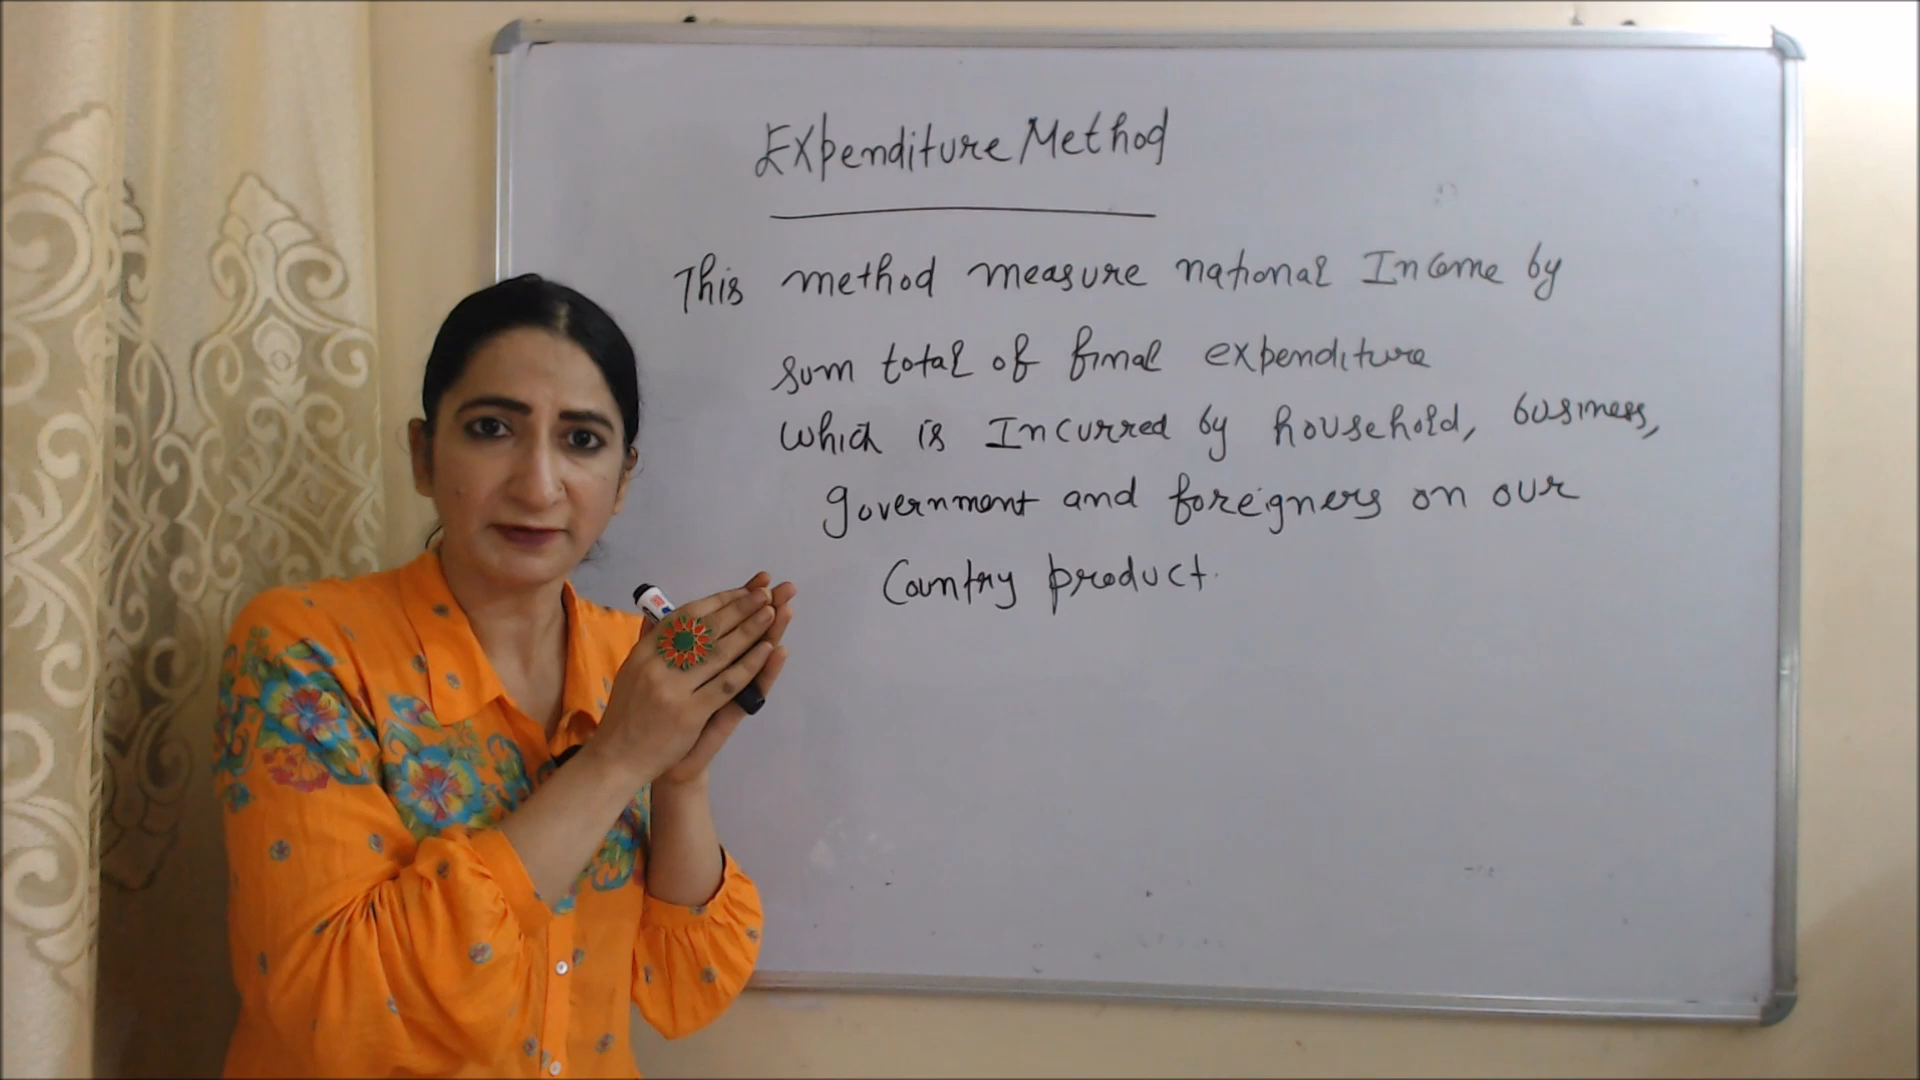 Expenditure Method
This method measure national Income by
sum total of final expenditure
which is Incurred by household, business,
government and foreigners on our
Country product.